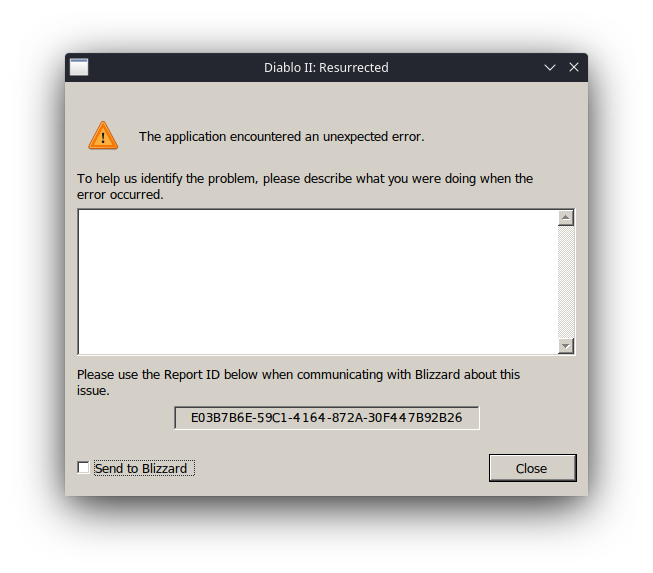 Diablo II: Resurrected
The application encountered an unexpected error.
To help us identify the problem, please describe what you were doing when the
error occurred.
Please use the Report ID below when communicating with Blizzard about this
issue.
E03B7B6E-59C1-4164-872A-30F447B92B26
Send to Blizzard
Close